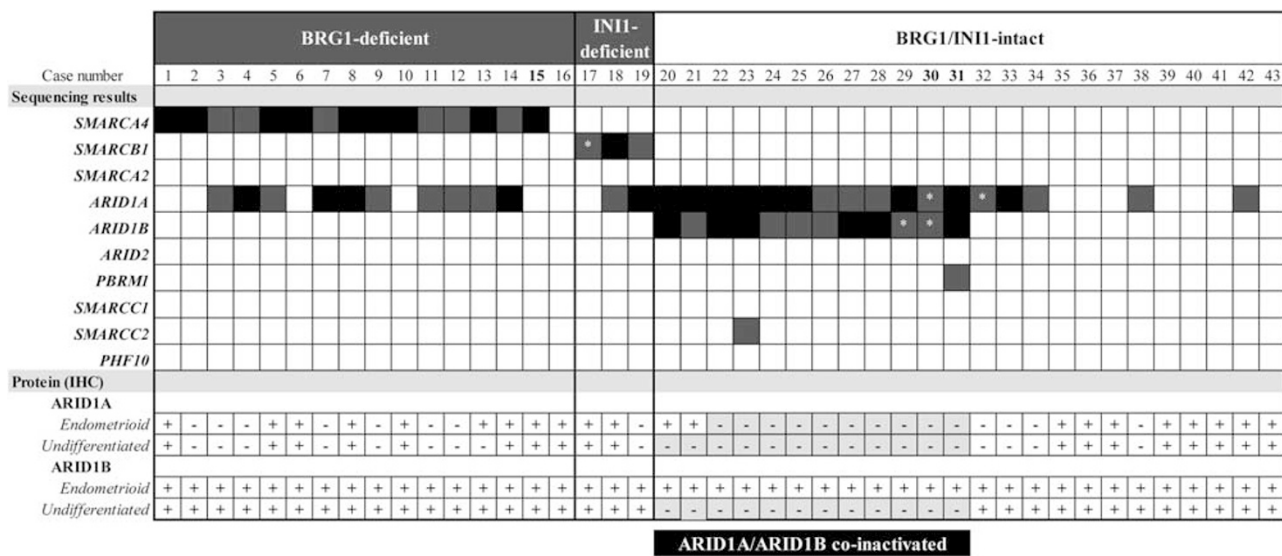 BRG1-deficient INI1-deficient BRG1/INI1-intact
Case number 1 2 3 4 5 6 7 8 9 10 11 12 13 14 15 16 17 18 19 20 21 22 23 24 25 26 27 28 29 30 31 32 33 34 35 36 37 38 39 40 41 42 43
Sequencing results
SMARCA4
SMARCB1 *
SMARCA2
ARID1A * *
ARID1B * *
ARID2
PBRM1
SMARCC1
SMARCC2
PHF10
Protein (IHC)
ARID1A
Endometrioid + - - - + + - + - + - - + + + + + + - + + - - - - - - - - - - - - - + + + - + + + + +
Undifferentiated + - - - + + - + - + - - - + + + + + - - - - - - - - - - - - - - - - + + + - + + + + +
ARID1B
Endometrioid + + + + + + + + + + + + + + + + + + + + + + + + + + + + + + + + + + + + + + + + + + +
Undifferentiated + + + + + + + + + + + + + + + + + + + - - - - - - - - - - - - + + + + + + + + + + + +
ARID1A/ARID1B co-inactivated